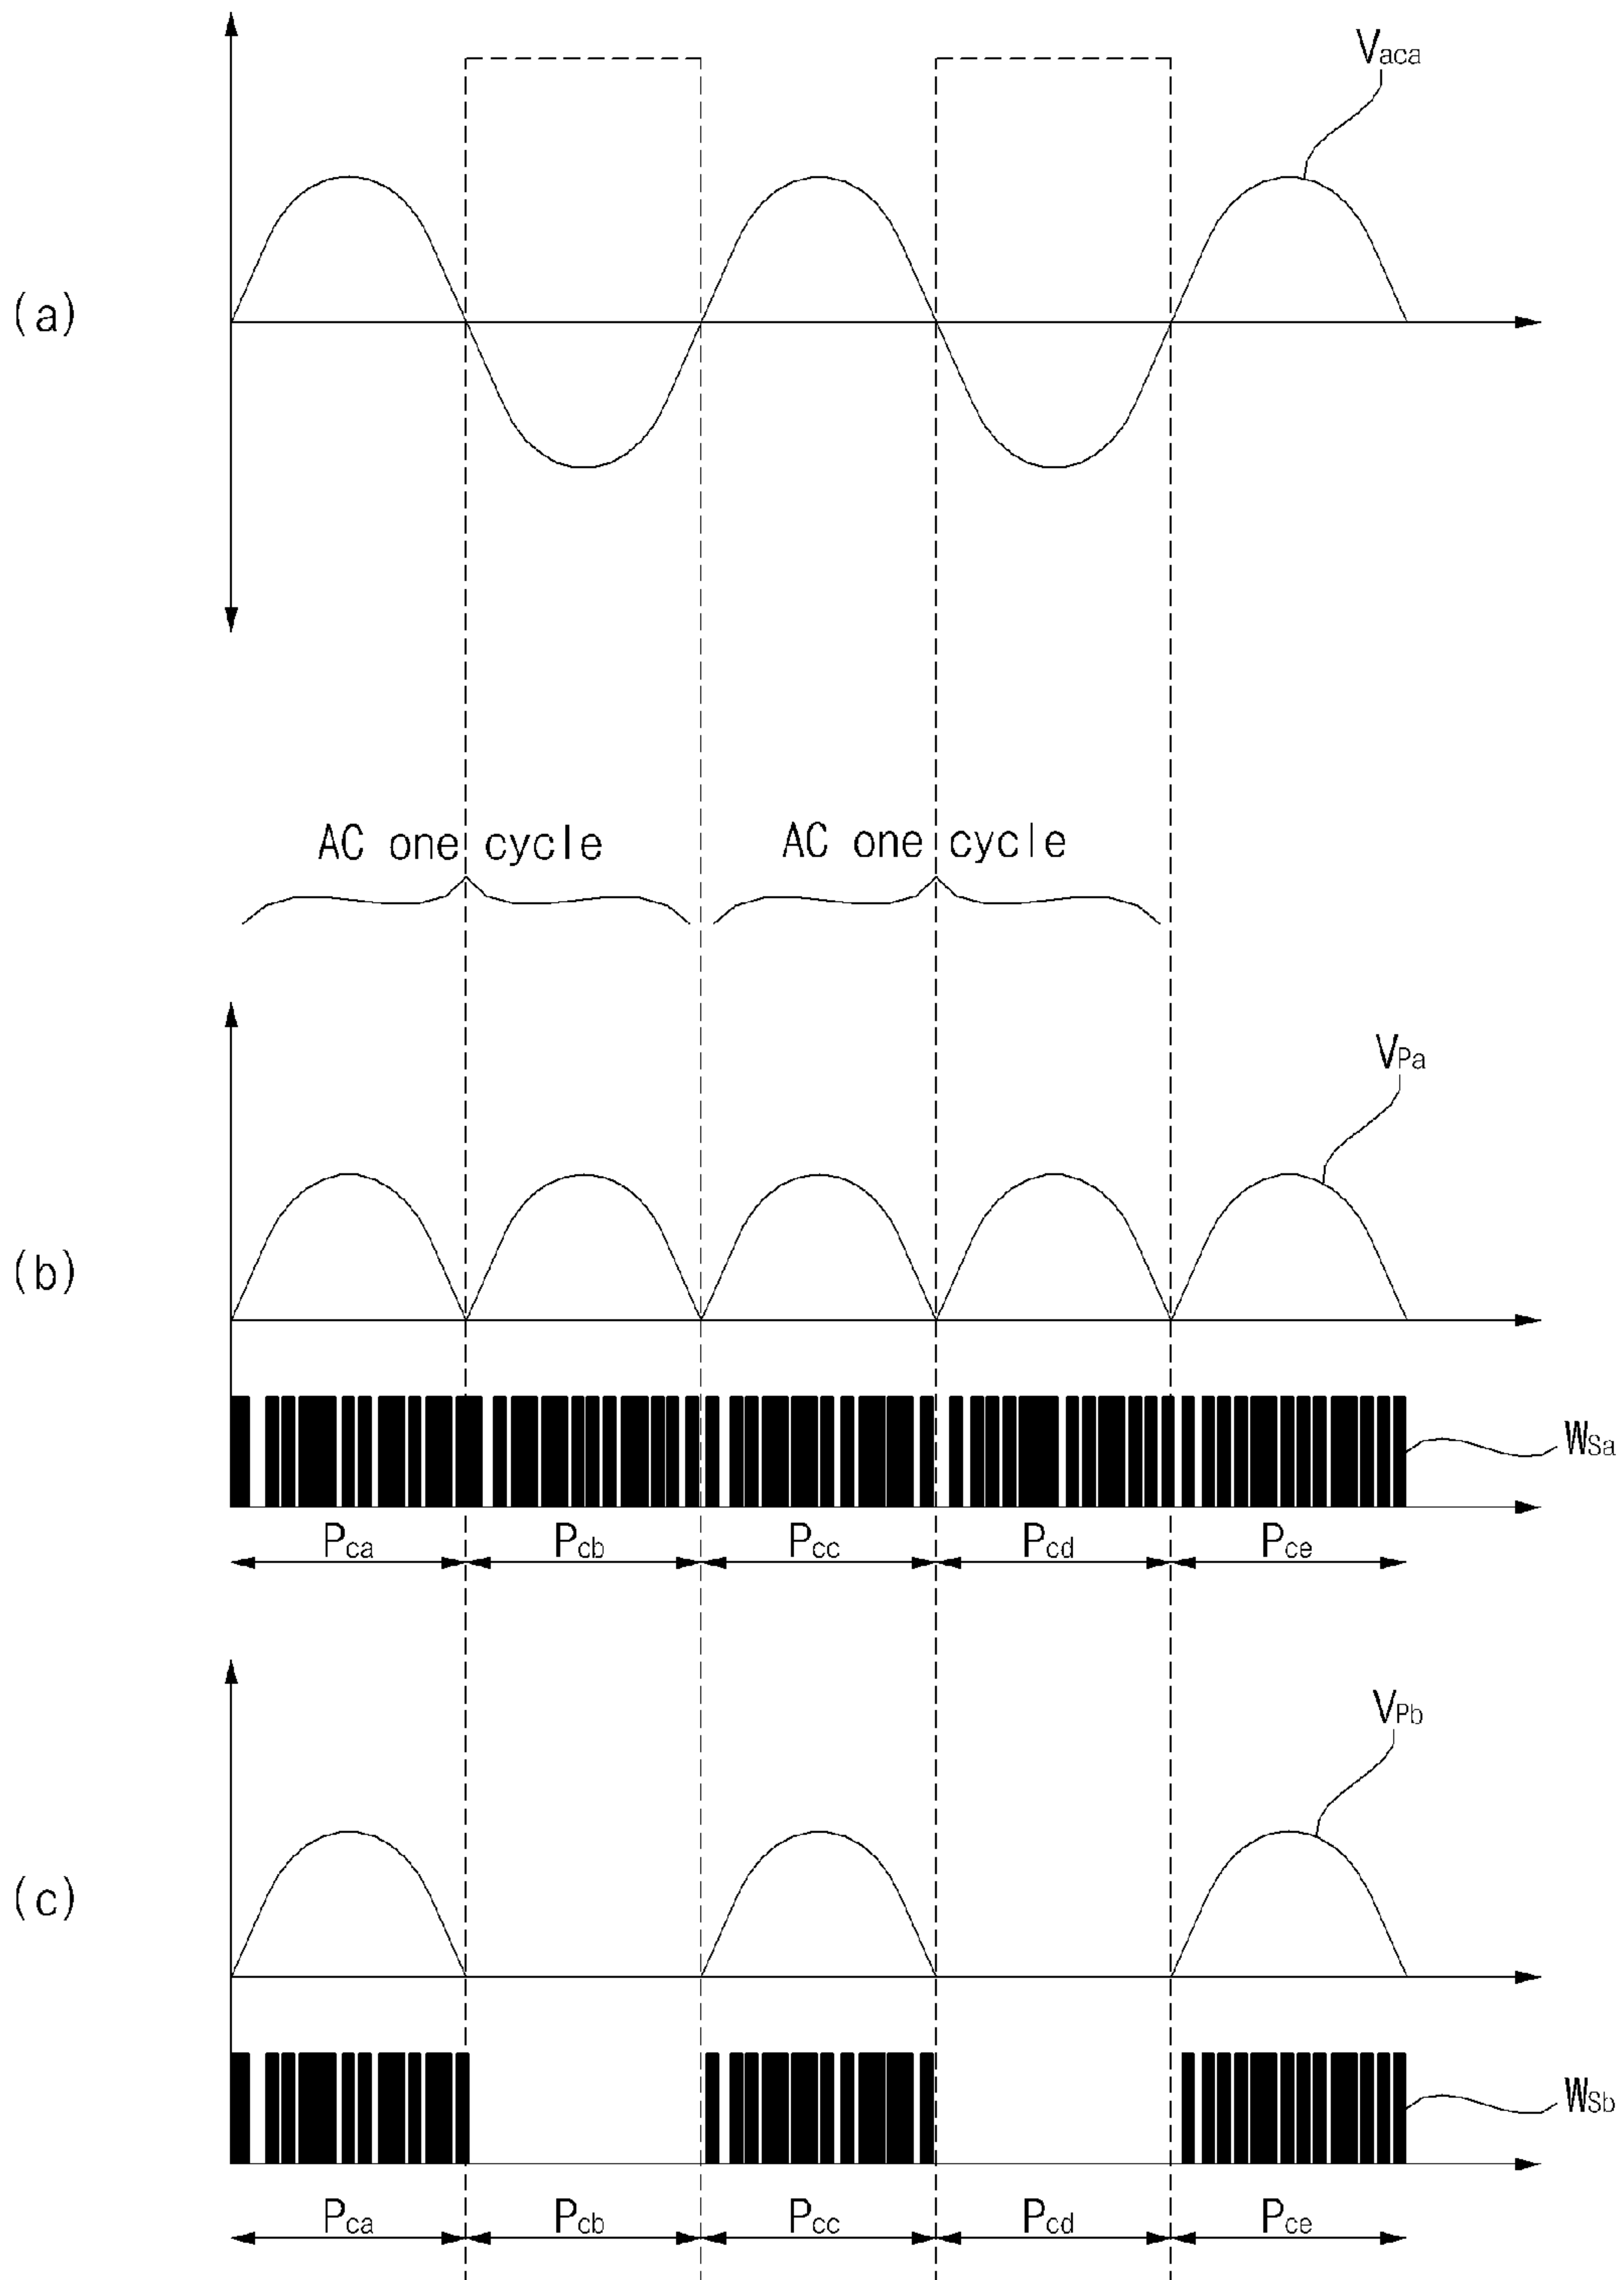 Vaca
(a)
AC one cycle AC one cycle
VPa
(b)
WSa
Pca Pcb Pcc Pcd Pce
VPb
(c)
WSb
Pca Pcb Pcc Pcd Pce